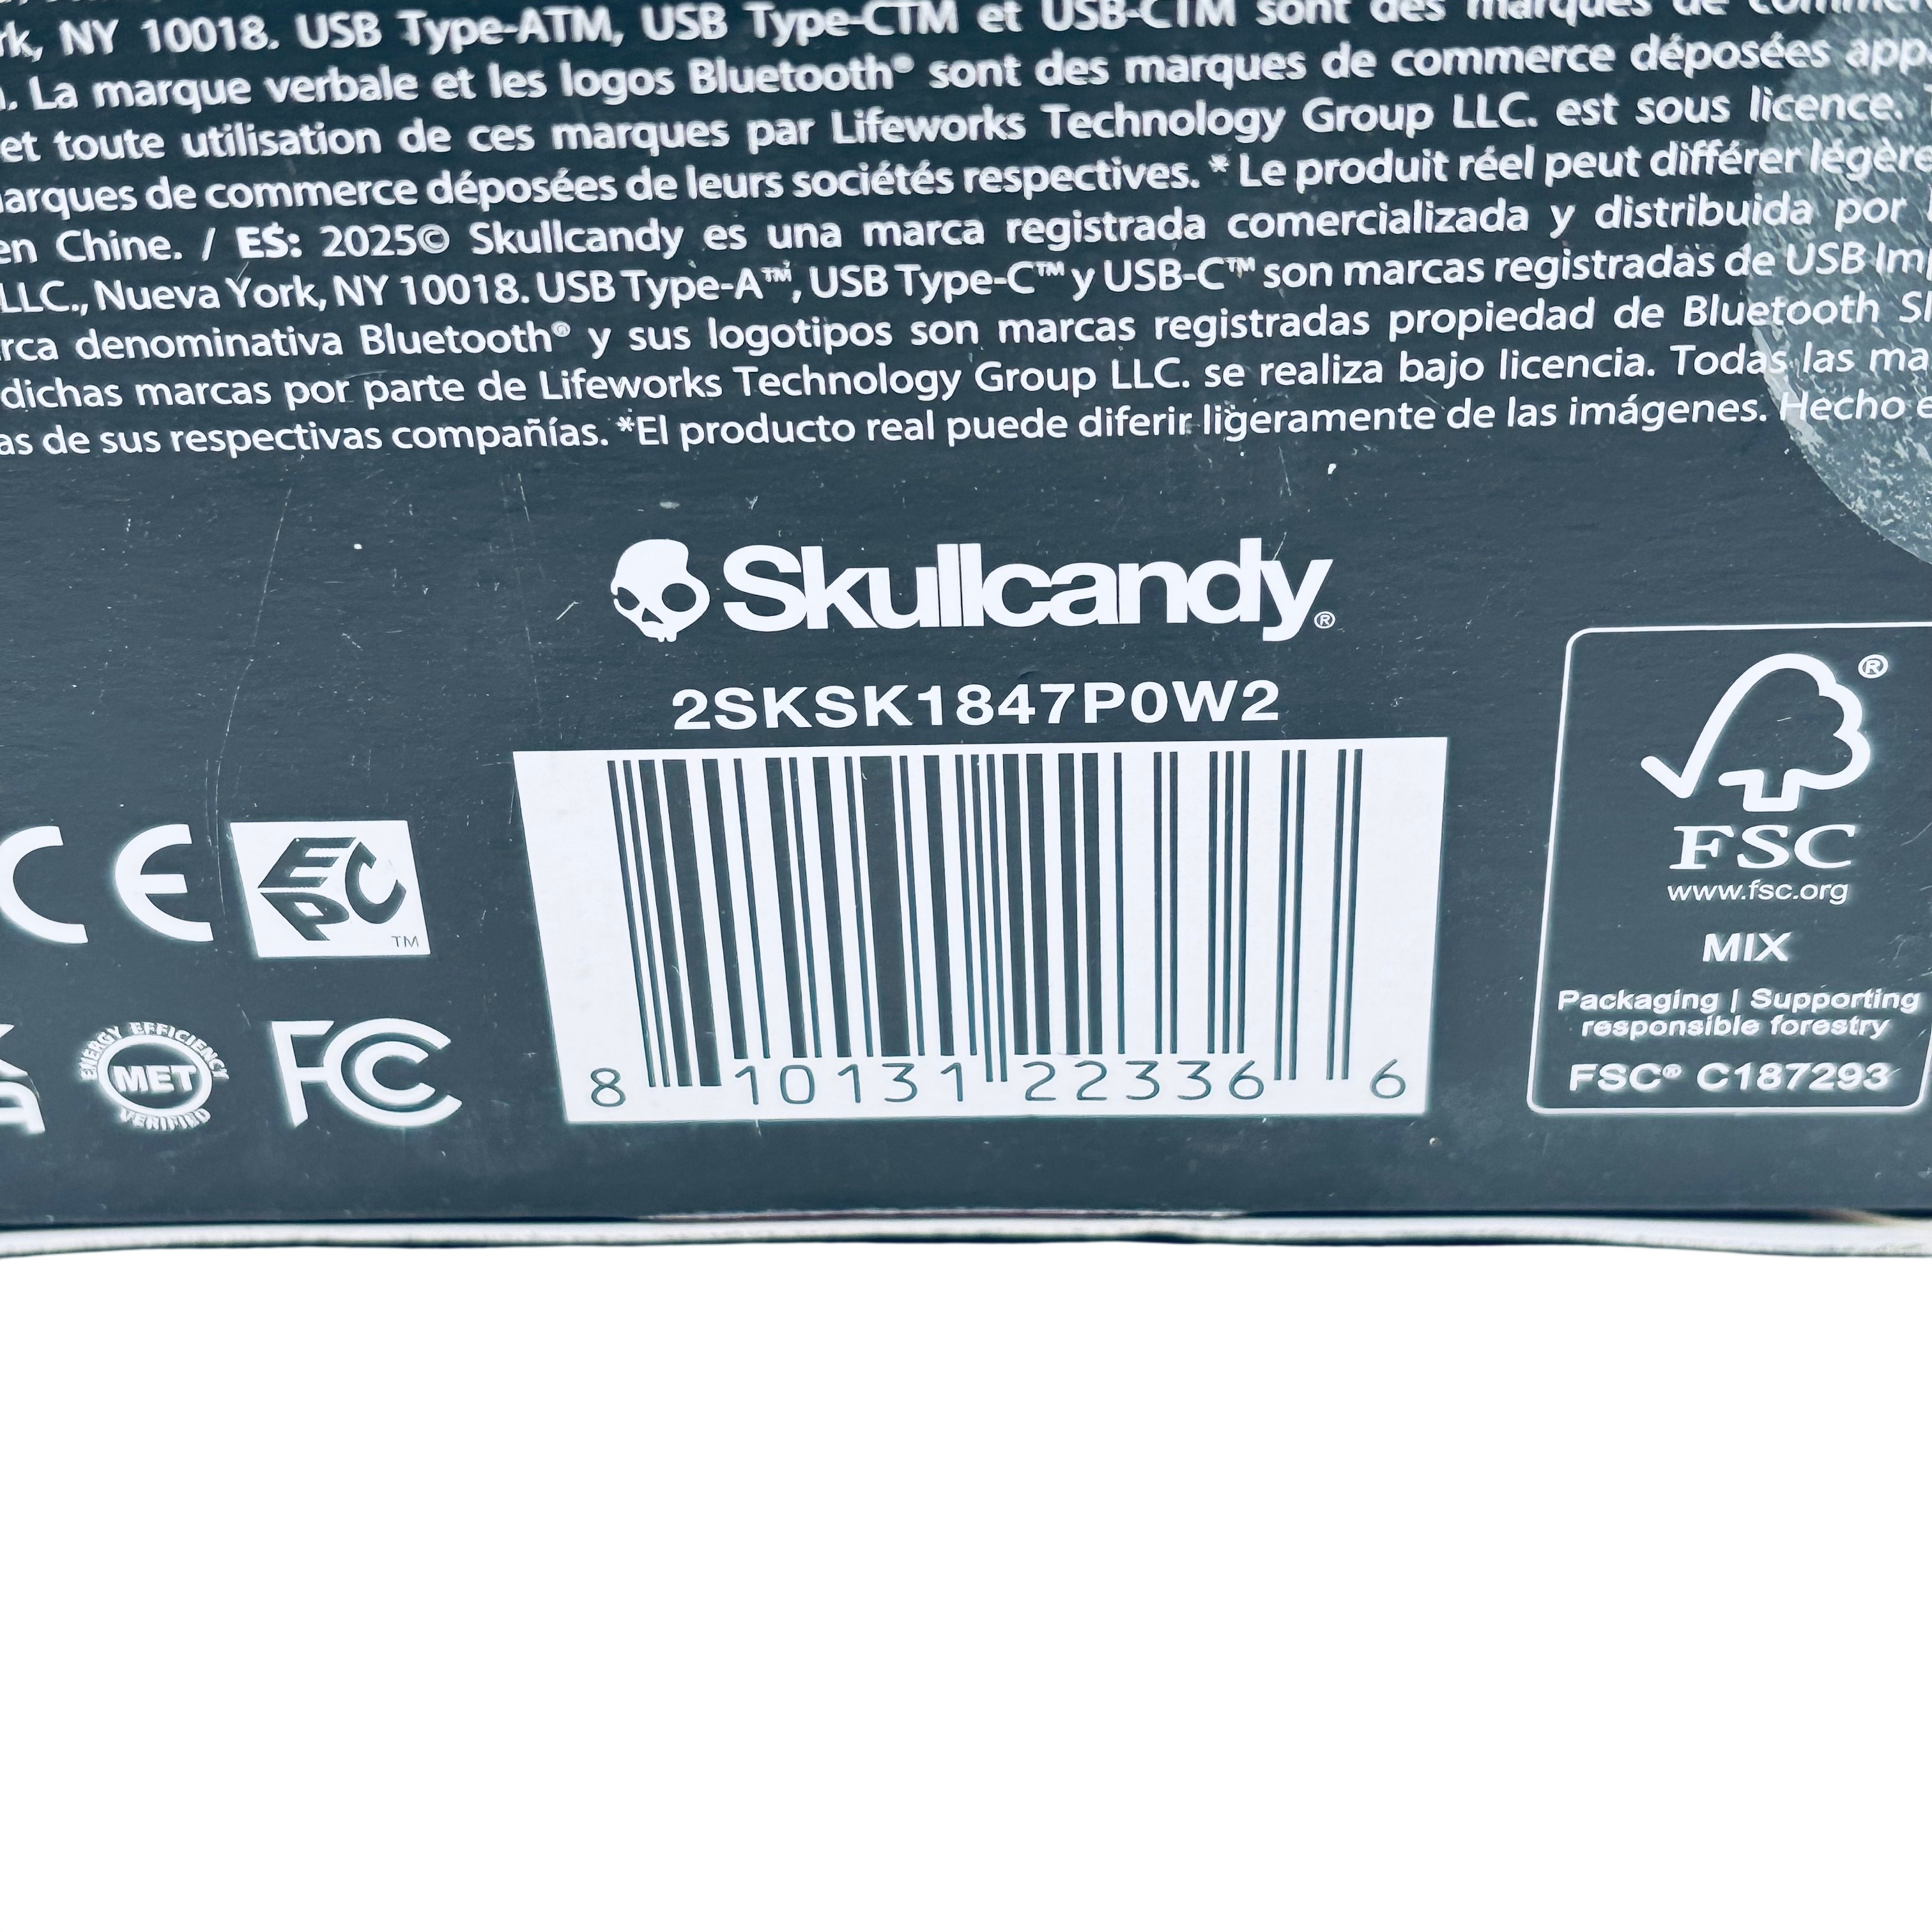 rk, NY 10018. USB Type-ATM, USB Type-CTM et USB-CTM sont des marques de
. La marque verbale et les logos Bluetooth® sont des marques de commerce déposées
et toute utilisation de ces marques par Lifeworks Technology Group LLC. est sous licence.
arques de commerce déposées de leurs sociétés respectives. * Le produit réel peut différer
en Chine. / ES: 2025© Skullcandy es una marca registrada comercializada y distribuida por
LLC., Nueva York, NY 10018. USB Type-A™, USB Type-C™ y USB-C™ son marcas registradas de USB
rca denominativa Bluetooth® y sus logotipos son marcas registradas propiedad de Bluetooth
dichas marcas por parte de Lifeworks Technology Group LLC. se realiza bajo licencia. Todas las
as de sus respectivas compañías. *El producto real puede diferir ligeramente de las imágenes. Hecho
Skullcandy®
2SKSK1847P0W2
8 10131 22336 6
CE
EPC™
ENERGY EFFICIENCY
MET
VERIFIED
FC
®
FSC
www.fsc.org
MIX
Packaging | Supporting
responsible forestry
FSC® C187293